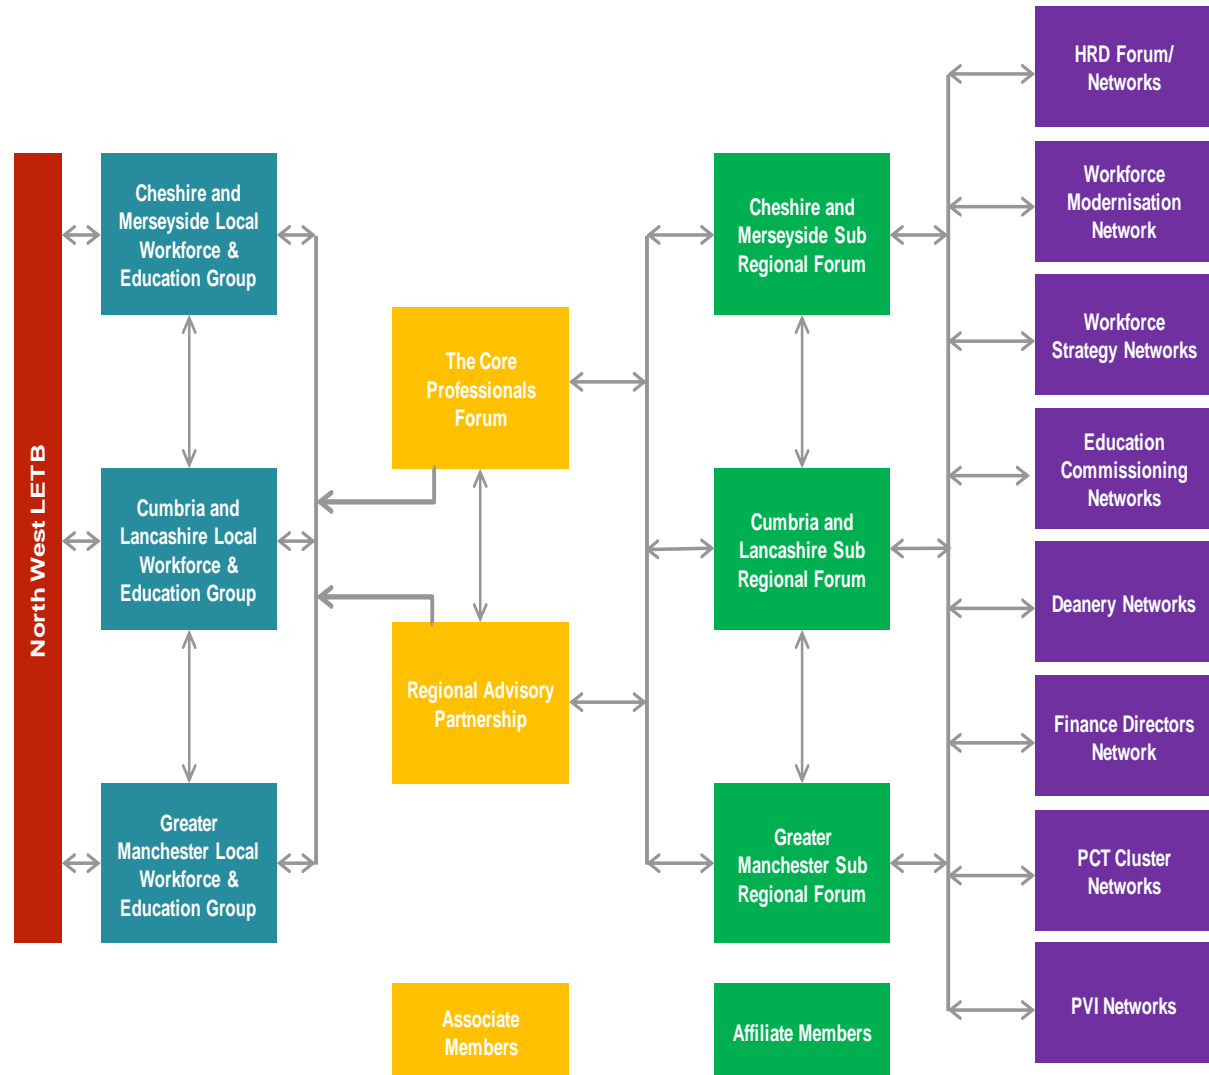 North West LETB
Cheshire and
Merseyside Local
Workforce &
Education Group
Cumbria and
Lancashire Local
Workforce &
Education Group
Greater
Manchester Local
Workforce &
Education Group
The Core
Professionals
Forum
Regional Advisory
Partnership
Associate
Members
Cheshire and
Merseyside Sub
Regional Forum
Cumbria and
Lancashire Sub
Regional Forum
Greater
Manchester Sub
Regional Forum
Affiliate Members
HRD Forum/
Networks
Workforce
Modernisation
Network
Workforce
Strategy Networks
Education
Commissioning
Networks
Deanery Networks
Finance Directors
Network
PCT Cluster
Networks
PVI Networks